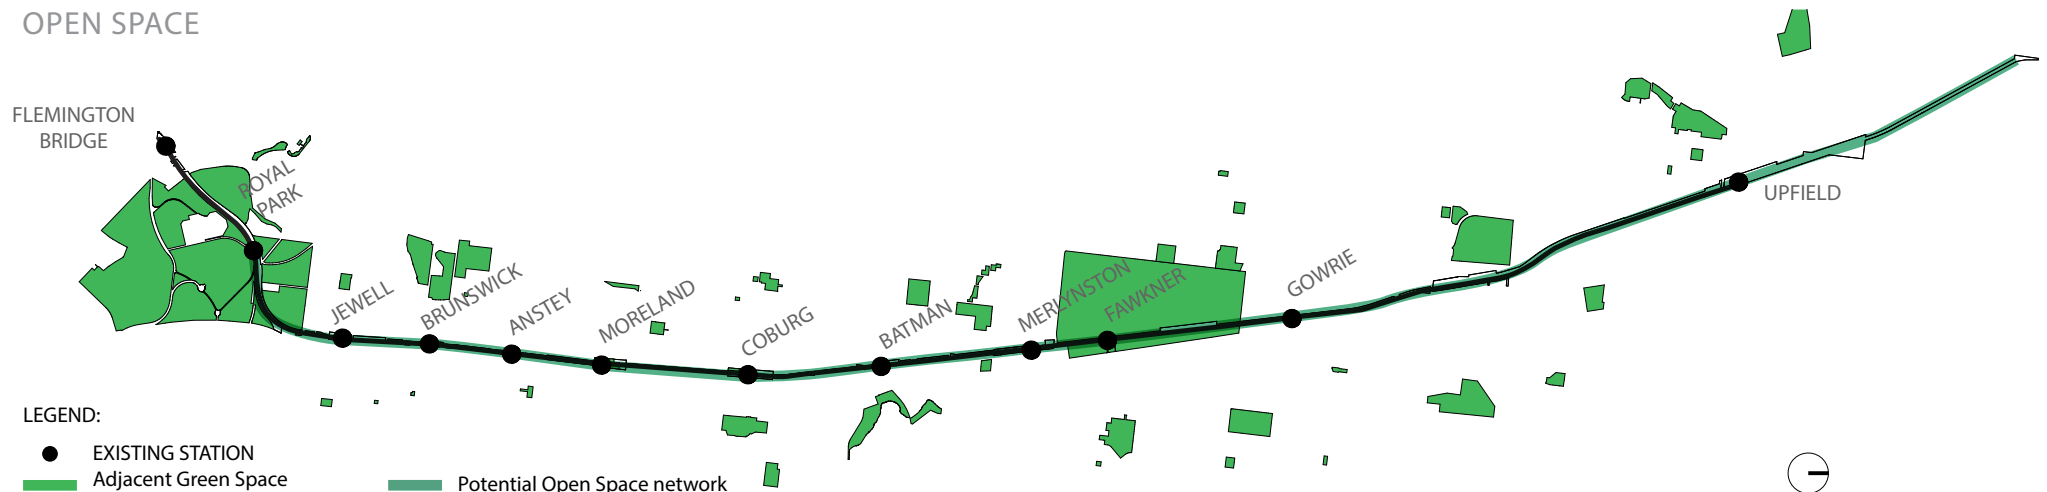 OPEN SPACE
FLEMINGTON
BRIDGE
ROYAL
PARK
JEWELL
BRUNSWICK
ANSTEY
MORELAND
COBURG
BATMAN
MERLYNSTON
FAWKNER
GOWRIE
UPFIELD
LEGEND:
EXISTING STATION
Adjacent Green Space
Potential Open Space network